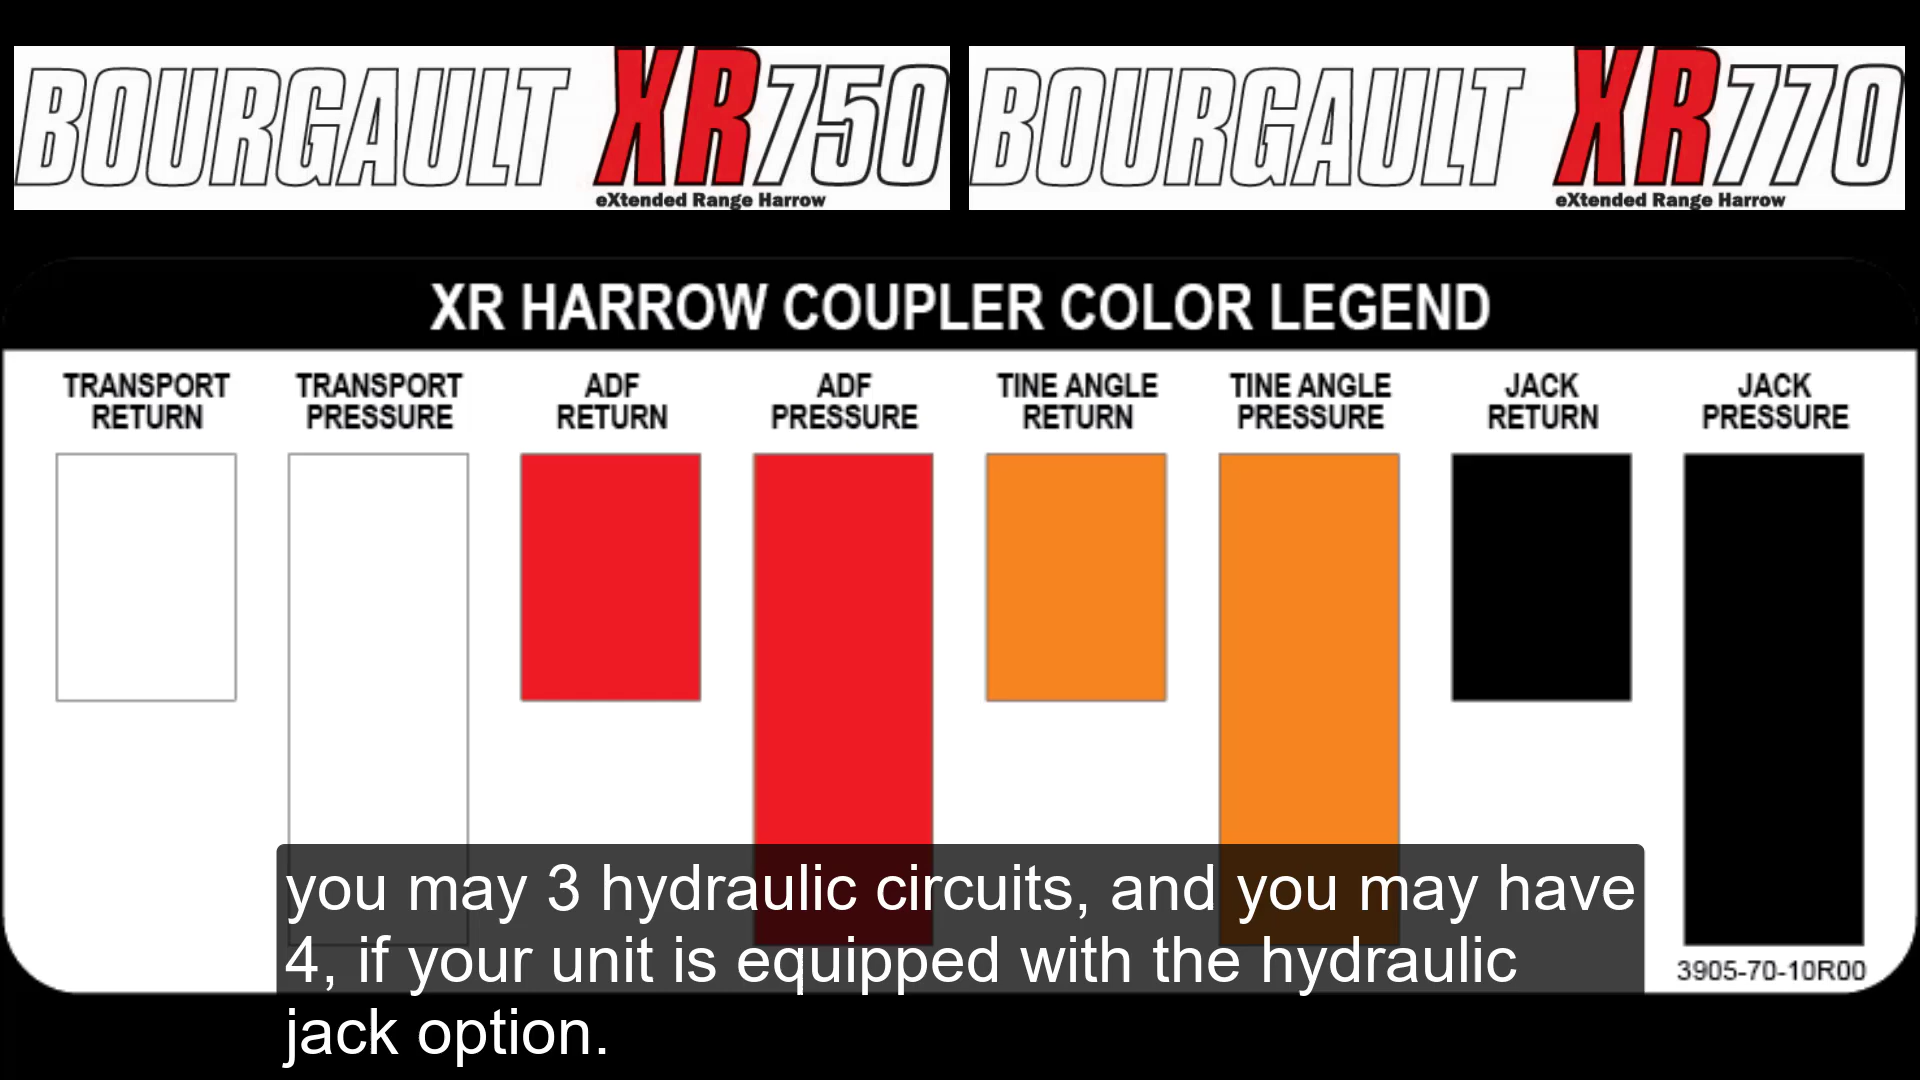 BOURGAULT XR750
eXtended Range Harrow
BOURGAULT XR770
eXtended Range Harrow
XR HARROW COUPLER COLOR LEGEND
TRANSPORT
RETURN
TRANSPORT
PRESSURE
ADF
RETURN
ADF
PRESSURE
TINE ANGLE
RETURN
TINE ANGLE
PRESSURE
JACK
RETURN
JACK
PRESSURE
3905-70-10R00
you may 3 hydraulic circuits, and you may have
4, if your unit is equipped with the hydraulic
jack option.